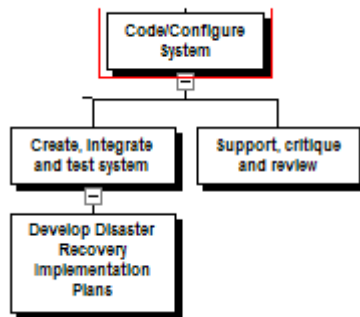 Code/Configure
System
Create, Integrate
and test system
Support, critique
and review
Develop Disaster
Recovery
Implementation
Plans